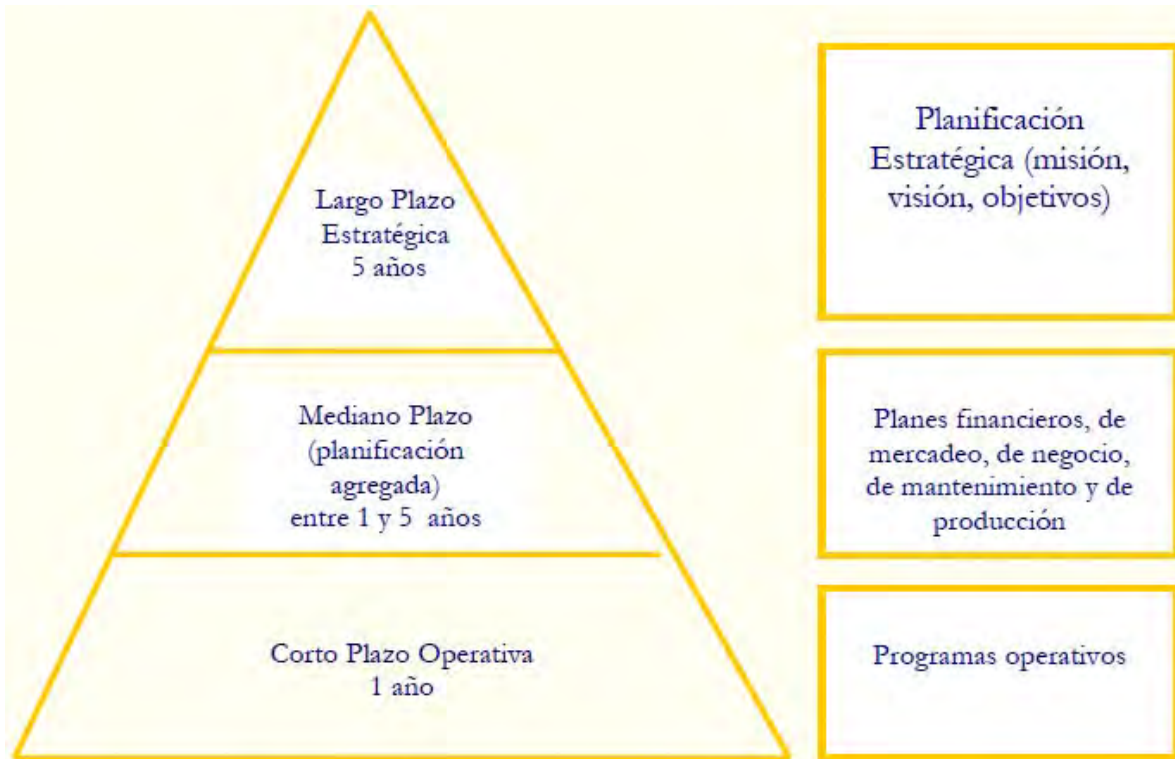 Largo Plazo
Estratégica
5 años
Mediano Plazo
(planificación
agregada)
entre 1 y 5 años
Corto Plazo Operativa
1 año
Planificación
Estratégica (misión,
visión, objetivos)
Planes financieros, de
mercadeo, de negocio,
de mantenimiento y de
producción
Programas operativos